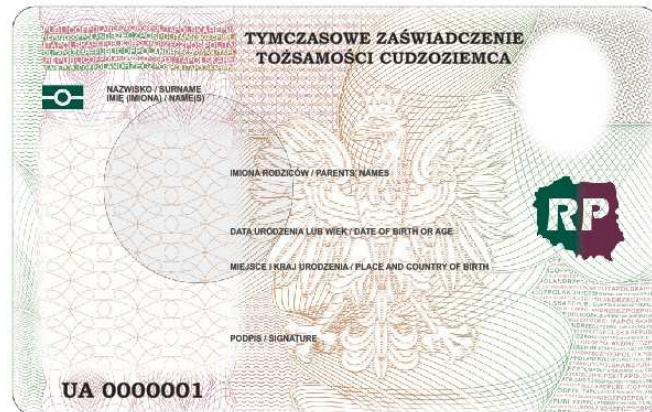 TYMCZASOWE ZAŚWIADCZENIE
TOŻSAMOŚCI CUDZOZIEMCA
NAZWISKO / SURNAME
IMIĘ (IMIONA) / NAME(S)
IMIONA RODZICÓW / PARENTS' NAMES
DATA URODZENIA LUB WIEK / DATE OF BIRTH OR AGE
RP
MIEJSCE I KRAJ URODZENIA / PLACE AND COUNTRY OF BIRTH
PODPIS / SIGNATURE
UA 0000001